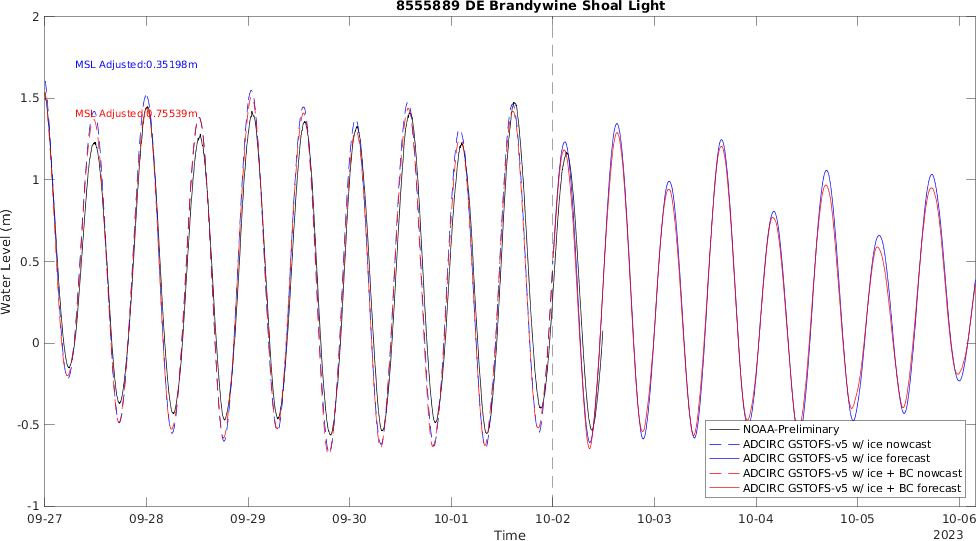 8555889 DE Brandywine Shoal Light
MSL Adjusted:0.35198m
MSL Adjusted:0.75539m
2
1.5
1
0.5
0
-0.5
-1
Water Level (m)
09-27
09-28
09-29
09-30
10-01
10-02
10-03
10-04
10-05
10-06
Time
2023
NOAA-Preliminary
ADCIRC GSTOFS-v5 w/ ice nowcast
ADCIRC GSTOFS-v5 w/ ice forecast
ADCIRC GSTOFS-v5 w/ ice + BC nowcast
ADCIRC GSTOFS-v5 w/ ice + BC forecast